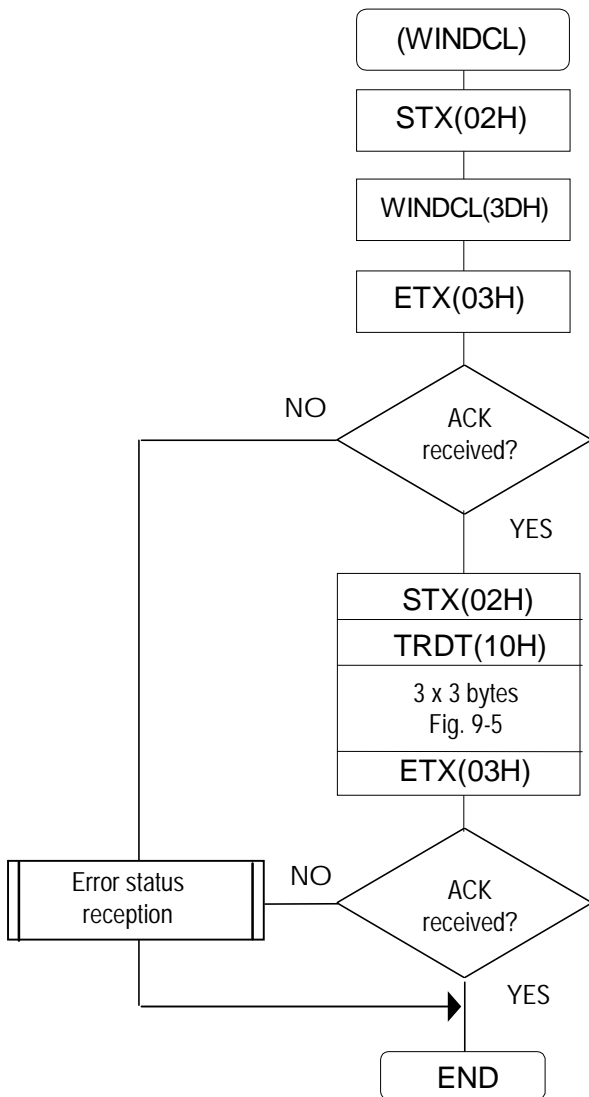 (WINDCL)
STX(02H)
WINDCL(3DH)
ETX(03H)
NO
ACK
received?
YES
STX(02H)
TRDT(10H)
3 x 3 bytes
Fig. 9-5
ETX(03H)
Error status
reception
NO
ACK
received?
YES
END